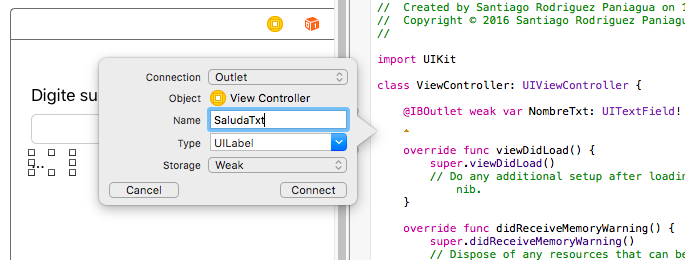 Digite su
...
Connection Outlet
Object View Controller
Name SaludaTxt
Type UILabel
Storage Weak
Cancel Connect
// Created by Santiago Rodriguez Paniagua on 1
// Copyright © 2016 Santiago Rodriguez Paniagu
//
import UIKit
class ViewController: UIViewController {
@IBOutlet weak var NombreTxt: UITextField!
override func viewDidLoad() {
super.viewDidLoad()
// Do any additional setup after loadin
nib.
}
override func didReceiveMemoryWarning() {
super.didReceiveMemoryWarning()
// Dispose of any resources that can be